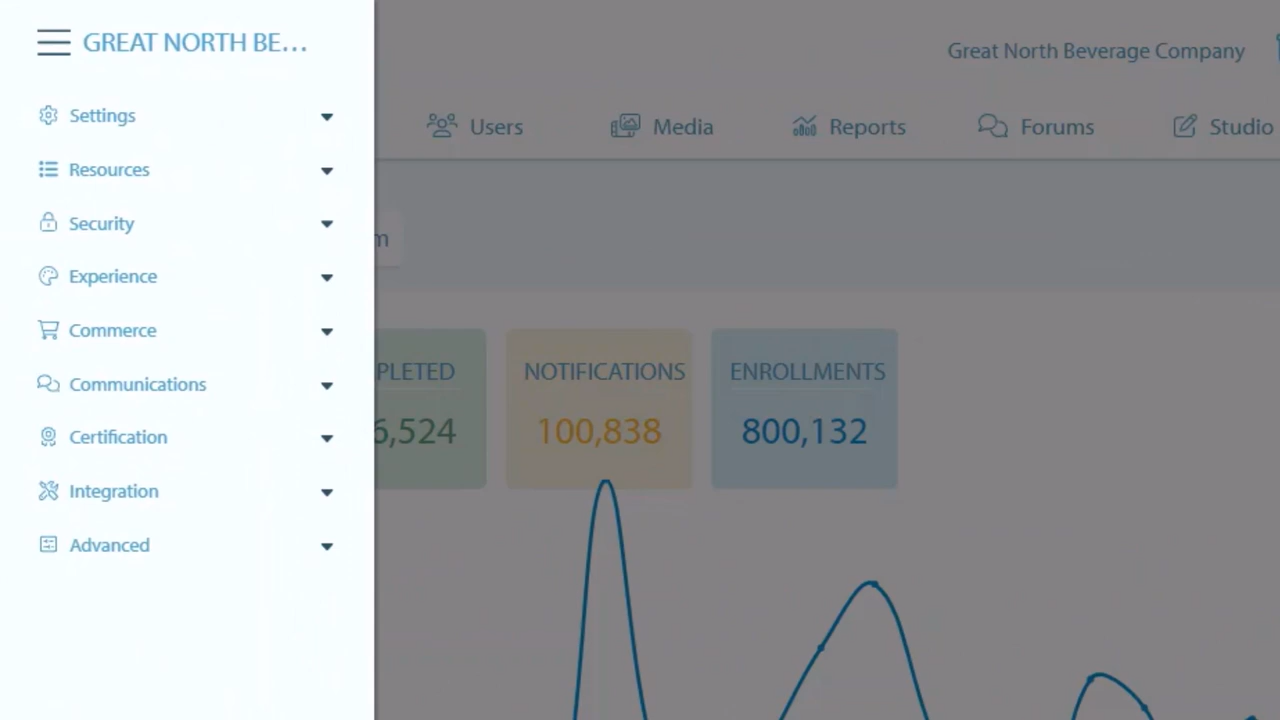 GREAT NORTH BE...
Settings
Resources
Security
Experience
Commerce
Communications
Certification
Integration
Advanced
Great North Beverage Company
Users
Media
Reports
Forums
Studio
m
PLETED
6,524
NOTIFICATIONS
100,838
ENROLLMENTS
800,132